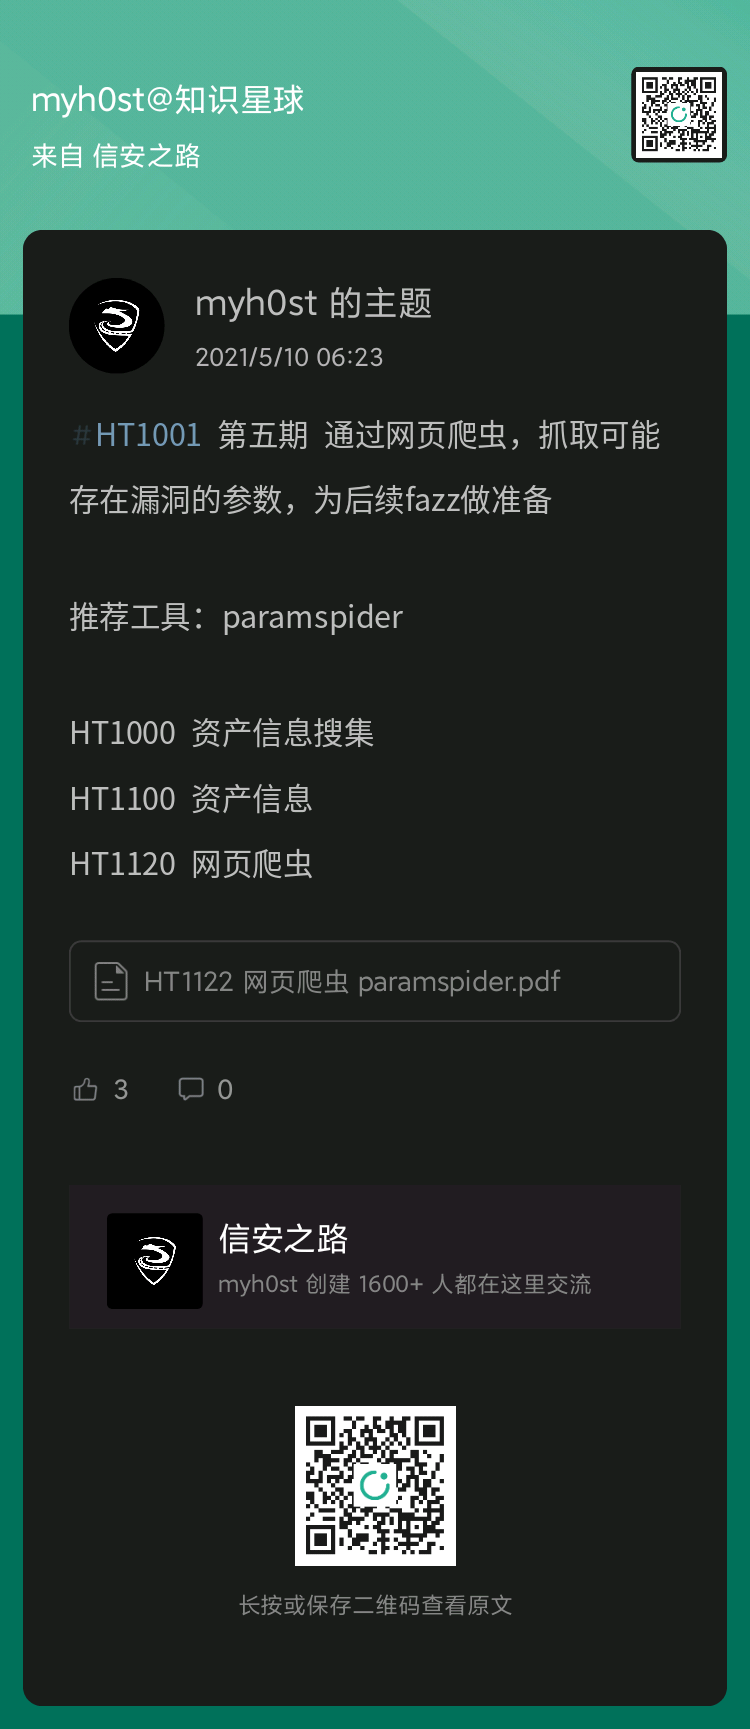 myh0st@知识星球
来自 信安之路
myh0st 的主题
2021/5/10 06:23
#HT1001 第五期 通过网页爬虫，抓取可能
存在漏洞的参数，为后续fazz做准备
推荐工具：paramspider
HT1000 资产信息搜集
HT1100 资产信息
HT1120 网页爬虫
HT1122 网页爬虫 paramspider.pdf
3 0
信安之路
myh0st 创建 1600+ 人都在这里交流
长按或保存二维码查看原文